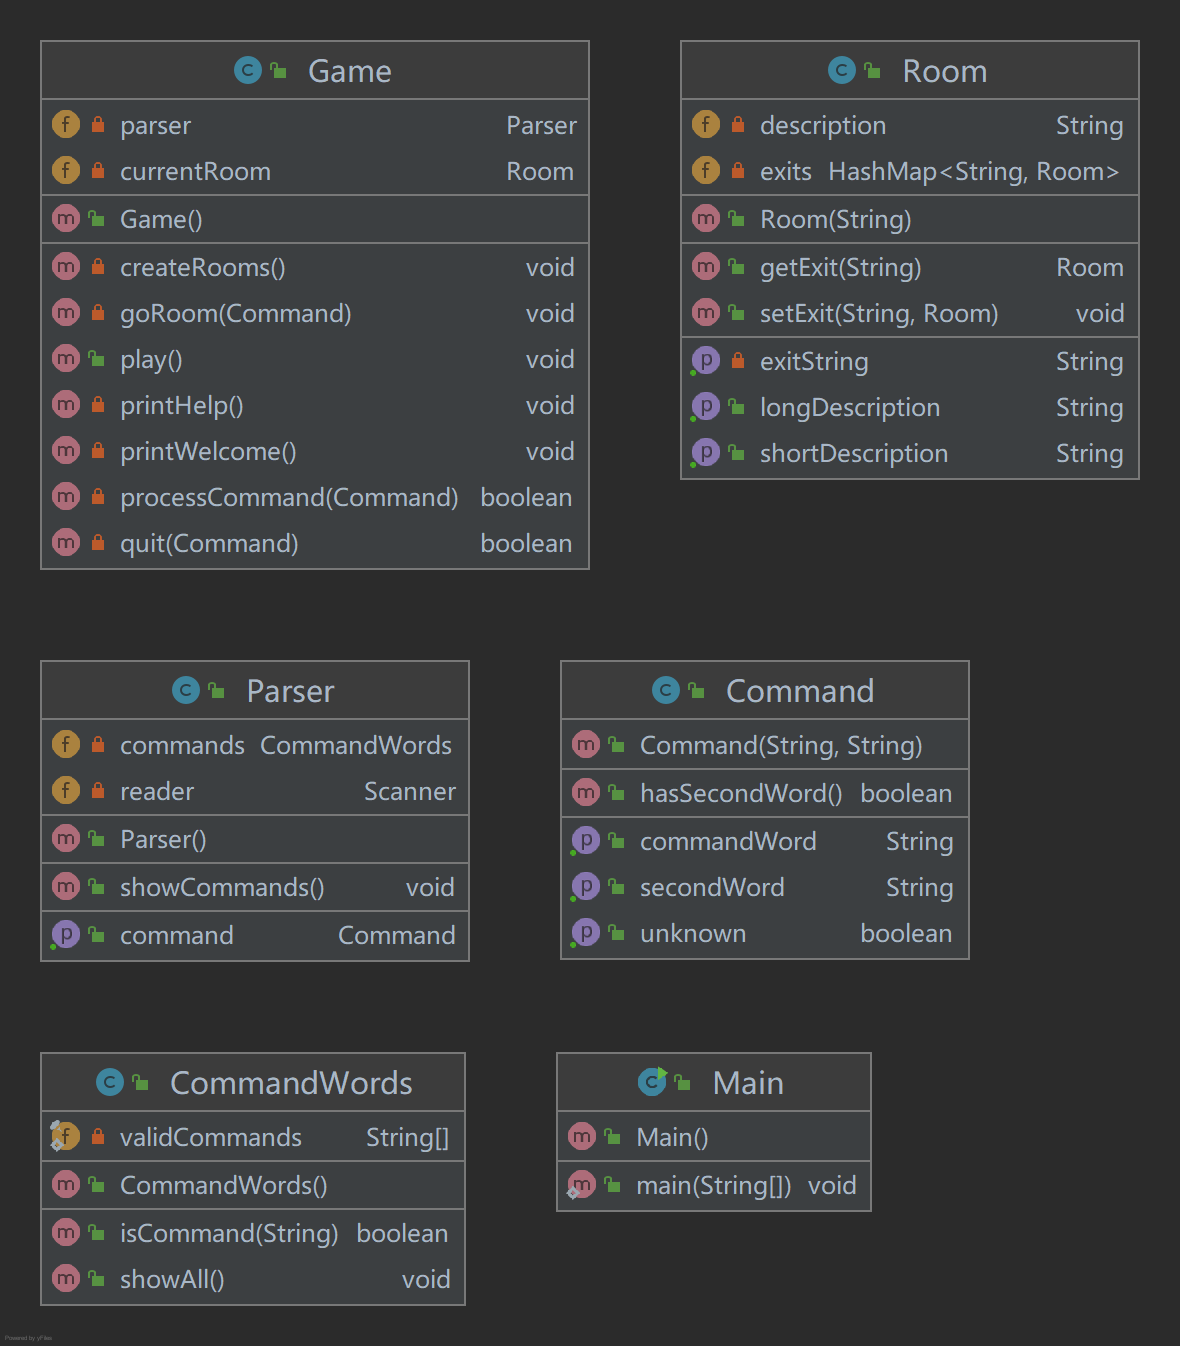 Game
parser Parser
currentRoom Room
Game()
createRooms() void
goRoom(Command) void
play() void
printHelp() void
printWelcome() void
processCommand(Command) boolean
quit(Command) boolean
Room
description String
exits HashMap<String, Room>
Room(String)
getExit(String) Room
setExit(String, Room) void
exitString String
longDescription String
shortDescription String
Parser
commands CommandWords
reader Scanner
Parser()
showCommands() void
command Command
Command
Command(String, String)
hasSecondWord() boolean
commandWord String
secondWord String
unknown boolean
CommandWords
validCommands String[]
CommandWords()
isCommand(String) boolean
showAll() void
Main
Main()
main(String[]) void
Powered by yFiles